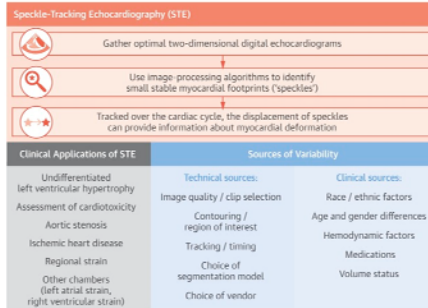 Speckle-Tracking Echocardiography (STE)
Gather optimal two-dimensional digital echocardiograms
Use image-processing algorithms to identify
small stable myocardial footprints ('speckles')
Tracked over the cardiac cycle, the displacement of speckles
can provide information about myocardial deformation
Clinical Applications of STE
Undifferentiated
left ventricular hypertrophy
Assessment of cardiotoxicity
Aortic stenosis
Ischemic heart disease
Regional strain
Other chambers
(left atrial strain,
right ventricular strain)
Sources of Variability
Technical sources:
Image quality / clip selection
Contouring /
region of interest
Tracking / timing
Choice of
segmentation model
Choice of vendor
Clinical sources:
Race / ethnic factors
Age and gender differences
Hemodynamic factors
Medications
Volume status